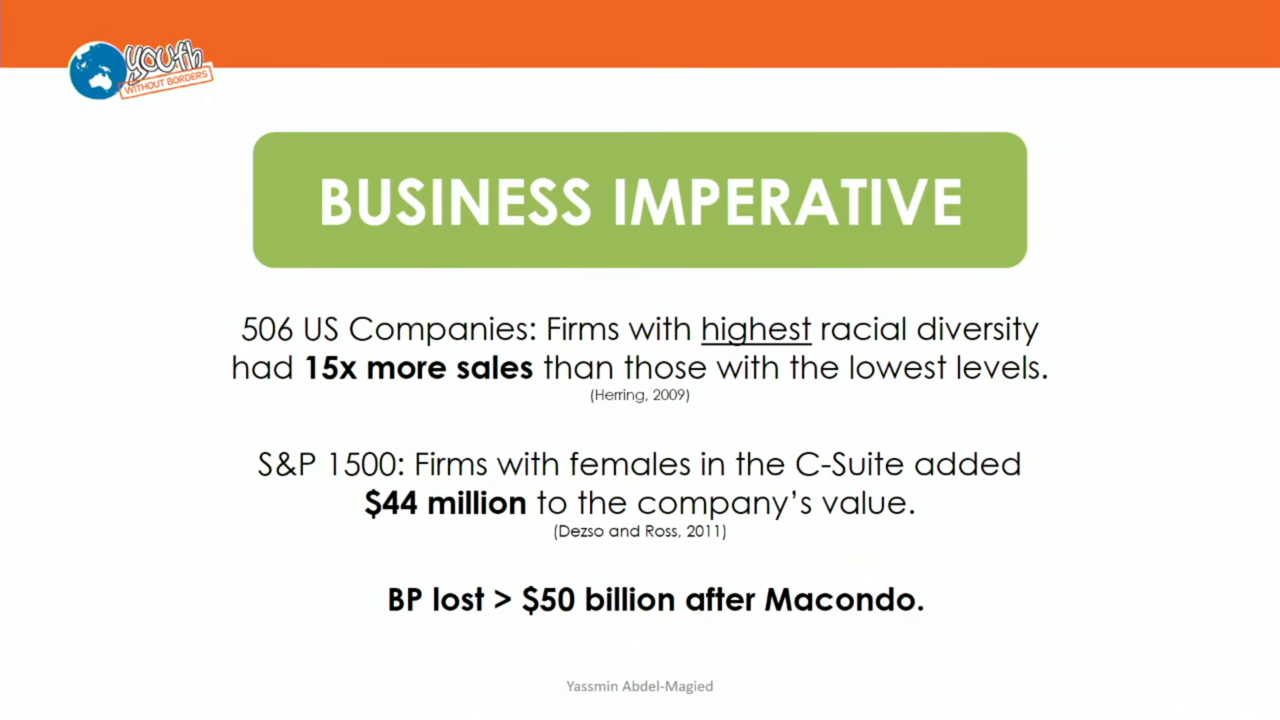 youth
WITHOUT BORDERS
BUSINESS IMPERATIVE
506 US Companies: Firms with highest racial diversity
had 15x more sales than those with the lowest levels.
(Herring, 2009)
S&P 1500: Firms with females in the C-Suite added
$44 million to the company's value.
(Dezso and Ross, 2011)
BP lost > $50 billion after Macondo.
Yassmin Abdel-Magied